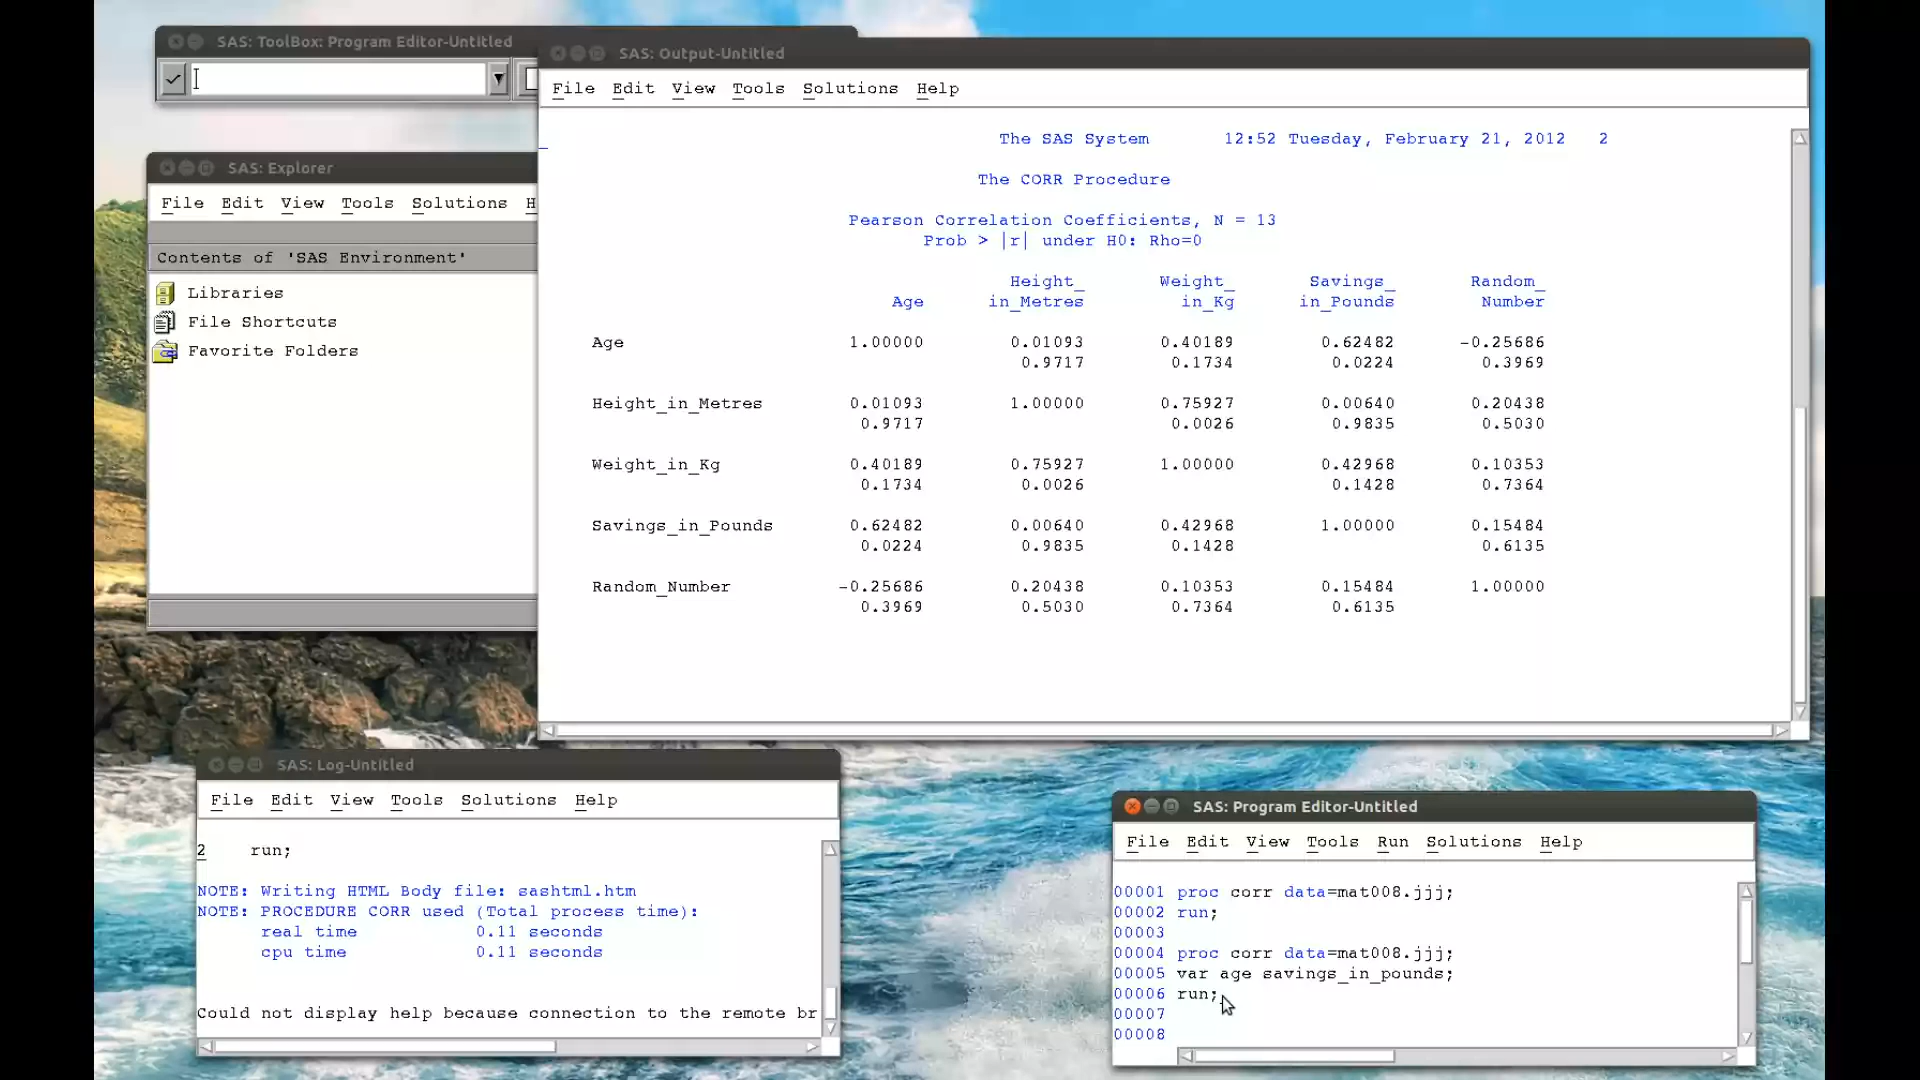 SAS: ToolBox: Program Editor-Untitled
SAS: Explorer
File Edit View Tools Solutions H
Contents of 'SAS Environment'
Libraries
File Shortcuts
Favorite Folders
SAS: Output-Untitled
File Edit View Tools Solutions Help
The SAS System 12:52 Tuesday, February 21, 2012 2
The CORR Procedure
Pearson Correlation Coefficients, N = 13
Prob > |r| under H0: Rho=0
Height_ Weight_ Savings_ Random_
Age in_Metres in_Kg in_Pounds Number
Age 1.00000 0.01093 0.40189 0.62482 -0.25686
0.9717 0.1734 0.0224 0.3969
Height_in_Metres 0.01093 1.00000 0.75927 0.00640 0.20438
0.9717 0.0026 0.9835 0.5030
Weight_in_Kg 0.40189 0.75927 1.00000 0.42968 0.10353
0.1734 0.0026 0.1428 0.7364
Savings_in_Pounds 0.62482 0.00640 0.42968 1.00000 0.15484
0.0224 0.9835 0.1428 0.6135
Random_Number -0.25686 0.20438 0.10353 0.15484 1.00000
0.3969 0.5030 0.7364 0.6135
SAS: Log-Untitled
File Edit View Tools Solutions Help
2 run;
NOTE: Writing HTML Body file: sashtml.htm
NOTE: PROCEDURE CORR used (Total process time):
real time 0.11 seconds
cpu time 0.11 seconds
Could not display help because connection to the remote br
SAS: Program Editor-Untitled
File Edit View Tools Run Solutions Help
00001 proc corr data=mat008.jjj;
00002 run;
00003
00004 proc corr data=mat008.jjj;
00005 var age savings_in_pounds;
00006 run;
00007
00008